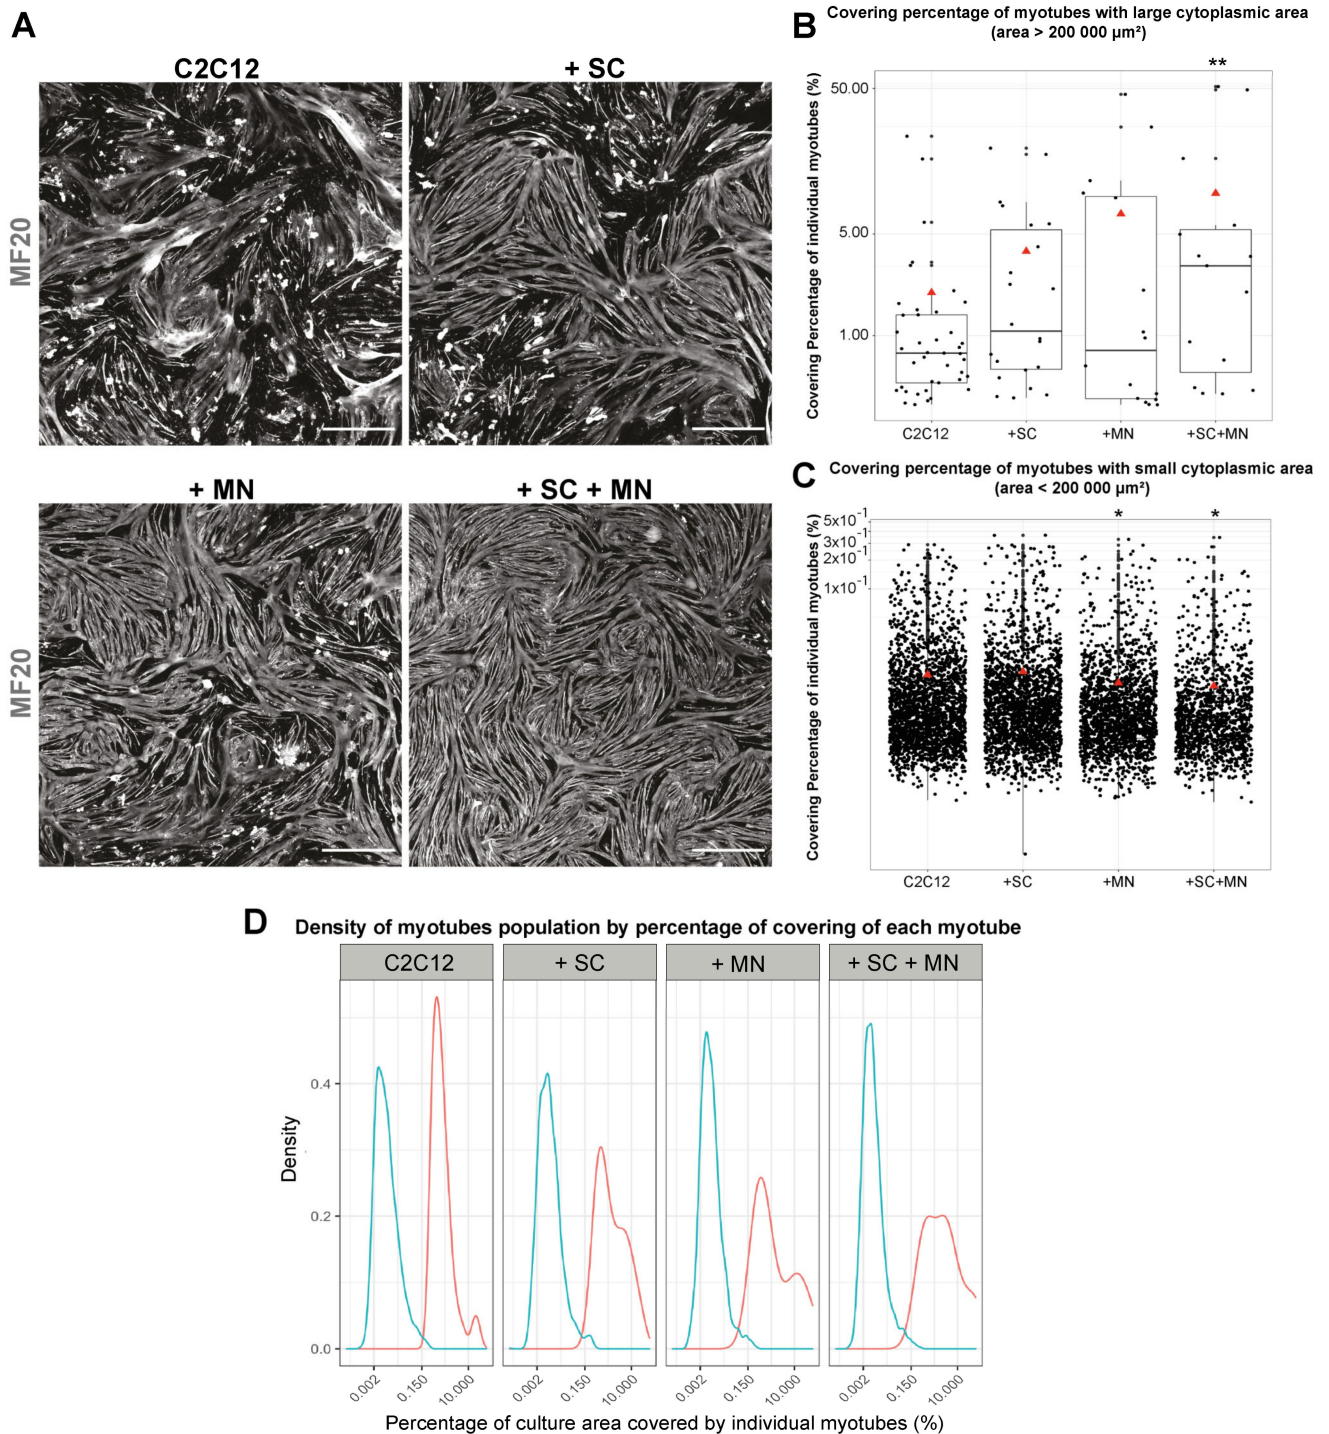 A
C2C12
+ SC
MF20
+ MN
+ SC + MN
MF20
B
Covering percentage of myotubes with large cytoplasmic area
(area > 200 000 µm²)
**
Covering Percentage of individual myotubes (%)
50.00
5.00
1.00
C2C12
+SC
+MN
+SC+MN
C
Covering percentage of myotubes with small cytoplasmic area
(area < 200 000 µm²)
*
*
Covering Percentage of individual myotubes (%)
5x10⁻¹
3x10⁻¹
2x10⁻¹
1x10⁻¹
C2C12
+SC
+MN
+SC+MN
D
Density of myotubes population by percentage of covering of each myotube
C2C12
+ SC
+ MN
+ SC + MN
Density
0.4
0.2
0.0
0.002
0.150
10.000
0.002
0.150
10.000
0.002
0.150
10.000
0.002
0.150
10.000
Percentage of culture area covered by individual myotubes (%)